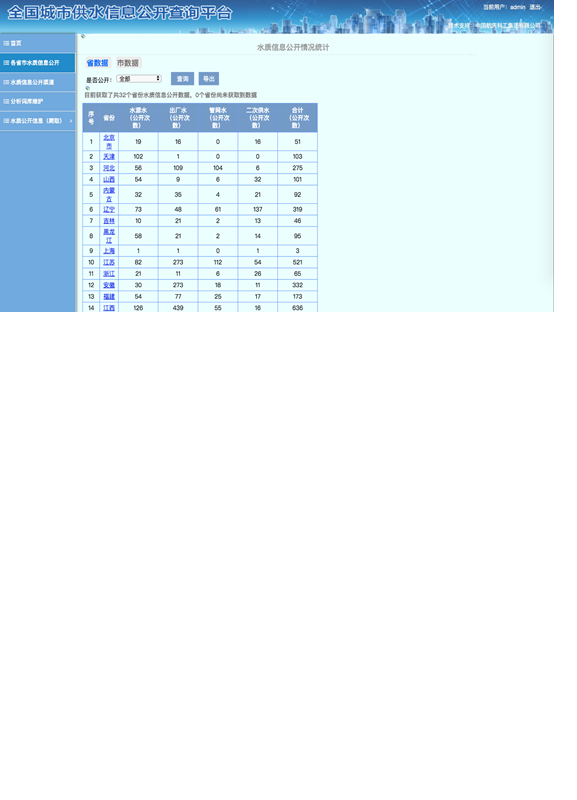 全国城市供水信息公开查询平台
当前用户：admin 退出
技术支持：中国航天科工集团有限公司
首页
各省市水质信息公开
水质信息公开渠道
分析词库维护
水质公开信息（爬取）
水质信息公开情况统计
省数据 市数据
是否公开： 全部 查询 导出
目前获取了共32个省份水质信息公开数据，0个省份尚未获取到数据
序号 省份 水源水（公开次数） 出厂水（公开次数） 管网水（公开次数） 二次供水（公开次数） 合计（公开次数）
1 北京市 19 16 0 16 51
2 天津 102 1 0 0 103
3 河北 56 109 104 6 275
4 山西 54 9 6 32 101
5 内蒙古 32 35 4 21 92
6 辽宁 73 48 61 137 319
7 吉林 10 21 2 13 46
8 黑龙江 58 21 2 14 95
9 上海 1 1 0 1 3
10 江苏 82 273 112 54 521
11 浙江 21 11 6 26 65
12 安徽 30 273 18 11 332
13 福建 54 77 25 17 173
14 江西 126 439 55 16 636